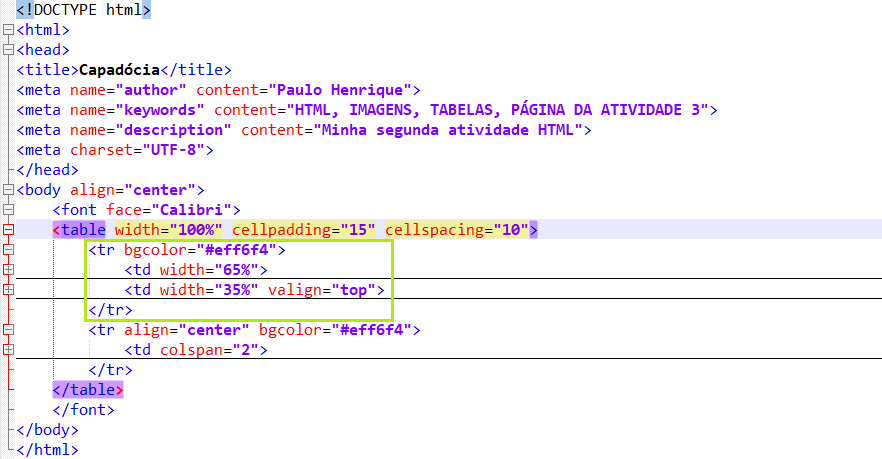 <!DOCTYPE html>
<html>
<head>
<title>Capadócia</title>
<meta name="author" content="Paulo Henrique">
<meta name="keywords" content="HTML, IMAGENS, TABELAS, PÁGINA DA ATIVIDADE 3">
<meta name="description" content="Minha segunda atividade HTML">
<meta charset="UTF-8">
</head>
<body align="center">
<font face="Calibri">
<table width="100%" cellpadding="15" cellspacing="10">
<tr bgcolor="#eff6f4">
<td width="65%">
<td width="35%" valign="top">
</tr>
<tr align="center" bgcolor="#eff6f4">
<td colspan="2">
</tr>
</table>
</font>
</body>
</html>